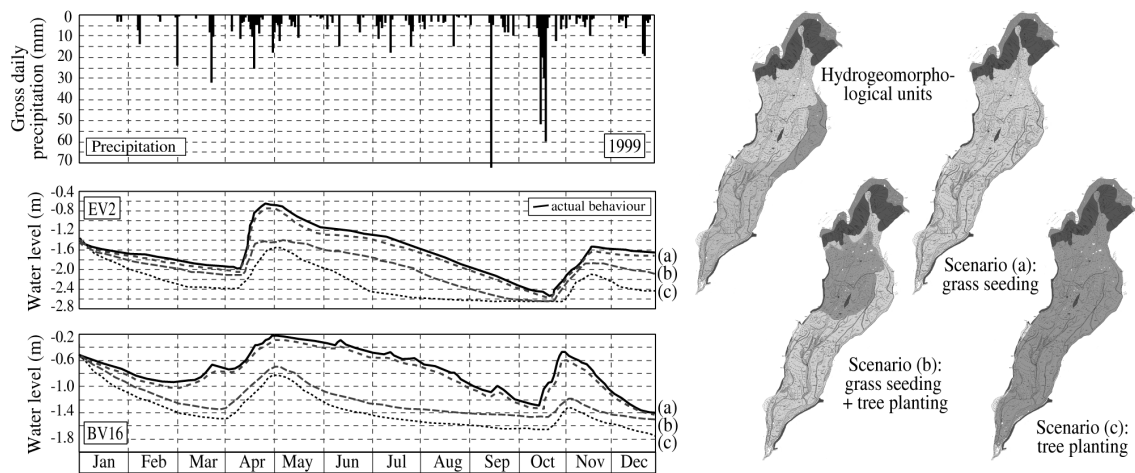 Gross daily
precipitation (mm)
0
10
20
30
40
50
60
70
Precipitation
1999
Water level (m)
-0.4
-0.8
-1.2
-1.6
-2.0
-2.4
-2.8
EV2
actual behaviour
(a)
(b)
(c)
Water level (m)
-0.2
-0.6
-1.0
-1.4
-1.8
BV16
(a)
(b)
(c)
Jan Feb Mar Apr May Jun Jul Aug Sep Oct Nov Dec
Hydrogeomorpho-
logical units
Scenario (a):
grass seeding
Scenario (b):
grass seeding
+ tree planting
Scenario (c):
tree planting